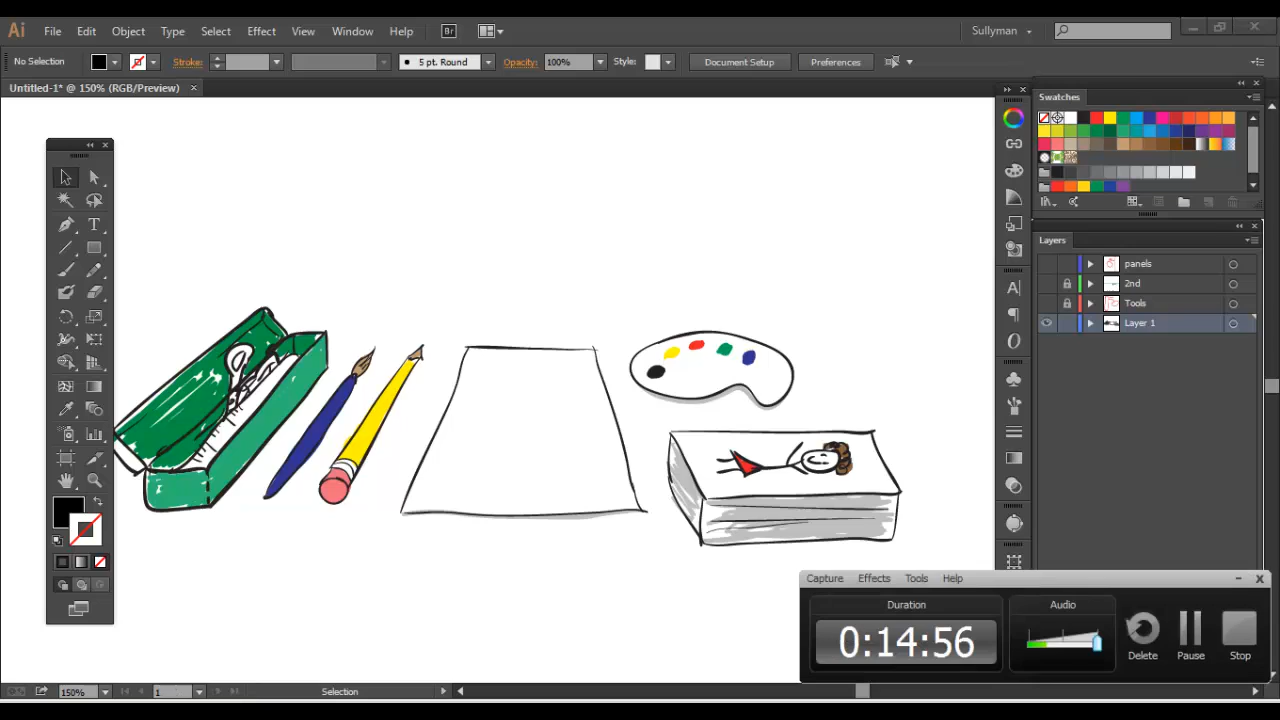 Ai File Edit Object Type Select Effect View Window Help Br Sullyman
No Selection Stroke: 5 pt. Round Opacity: 100% Style: Document Setup Preferences
Untitled-1* @ 150% (RGB/Preview)
Swatches
Layers
panels
2nd
Tools
Layer 1
Capture Effects Tools Help
Duration Audio
0:14:56
Delete Pause Stop
150% 1 Selection